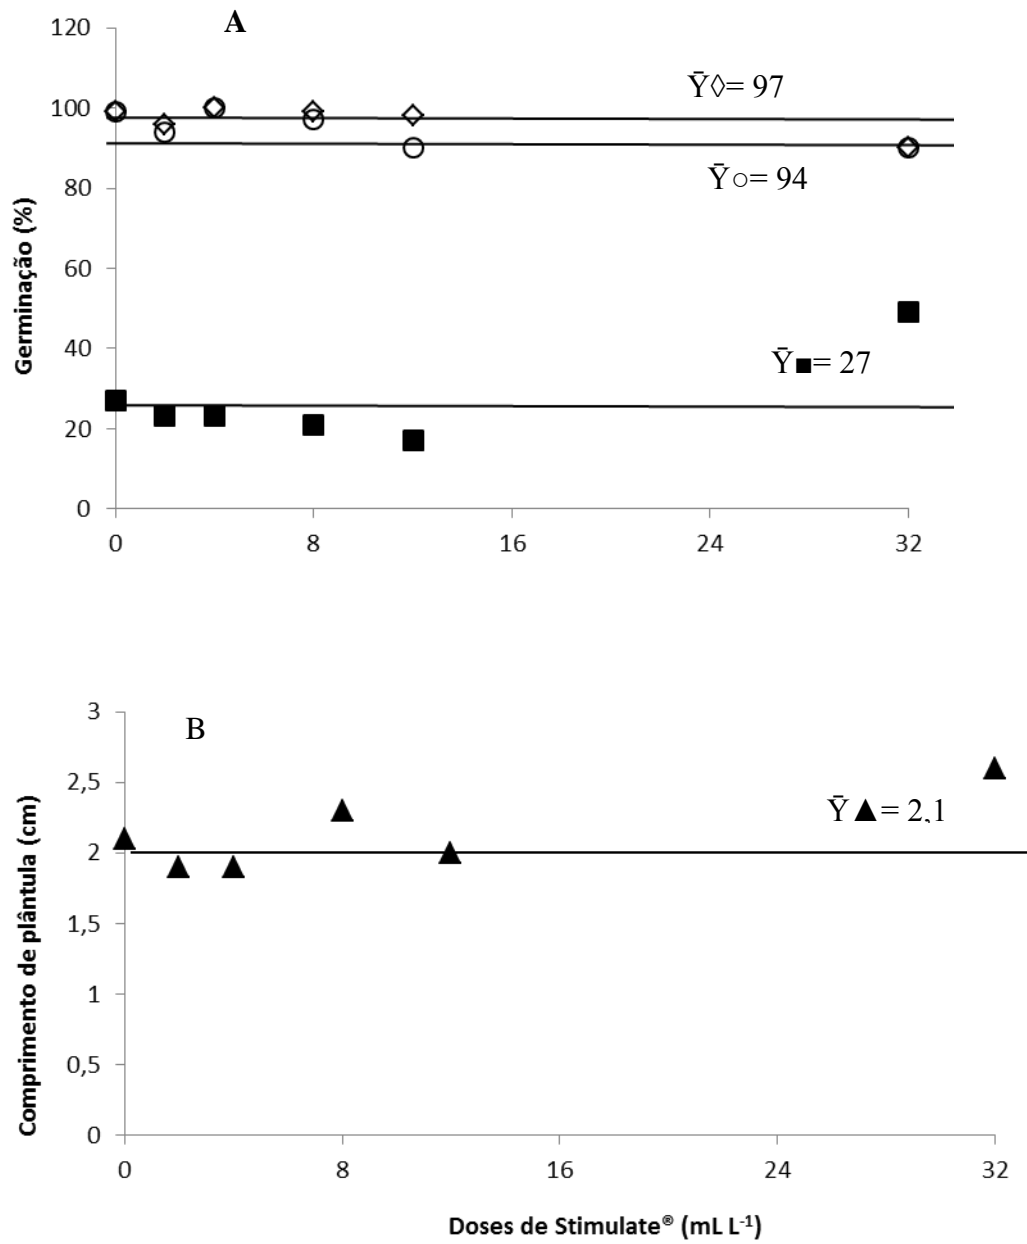 A
120
100
80
60
40
20
0
Germinação (%)
Ȳ◊= 97
Ȳ○= 94
Ȳ■= 27
0 8 16 24 32
B
3
2,5
2
1,5
1
0,5
0
Comprimento de plântula (cm)
Ȳ▲= 2,1
0 8 16 24 32
Doses de Stimulate® (mL L⁻¹)